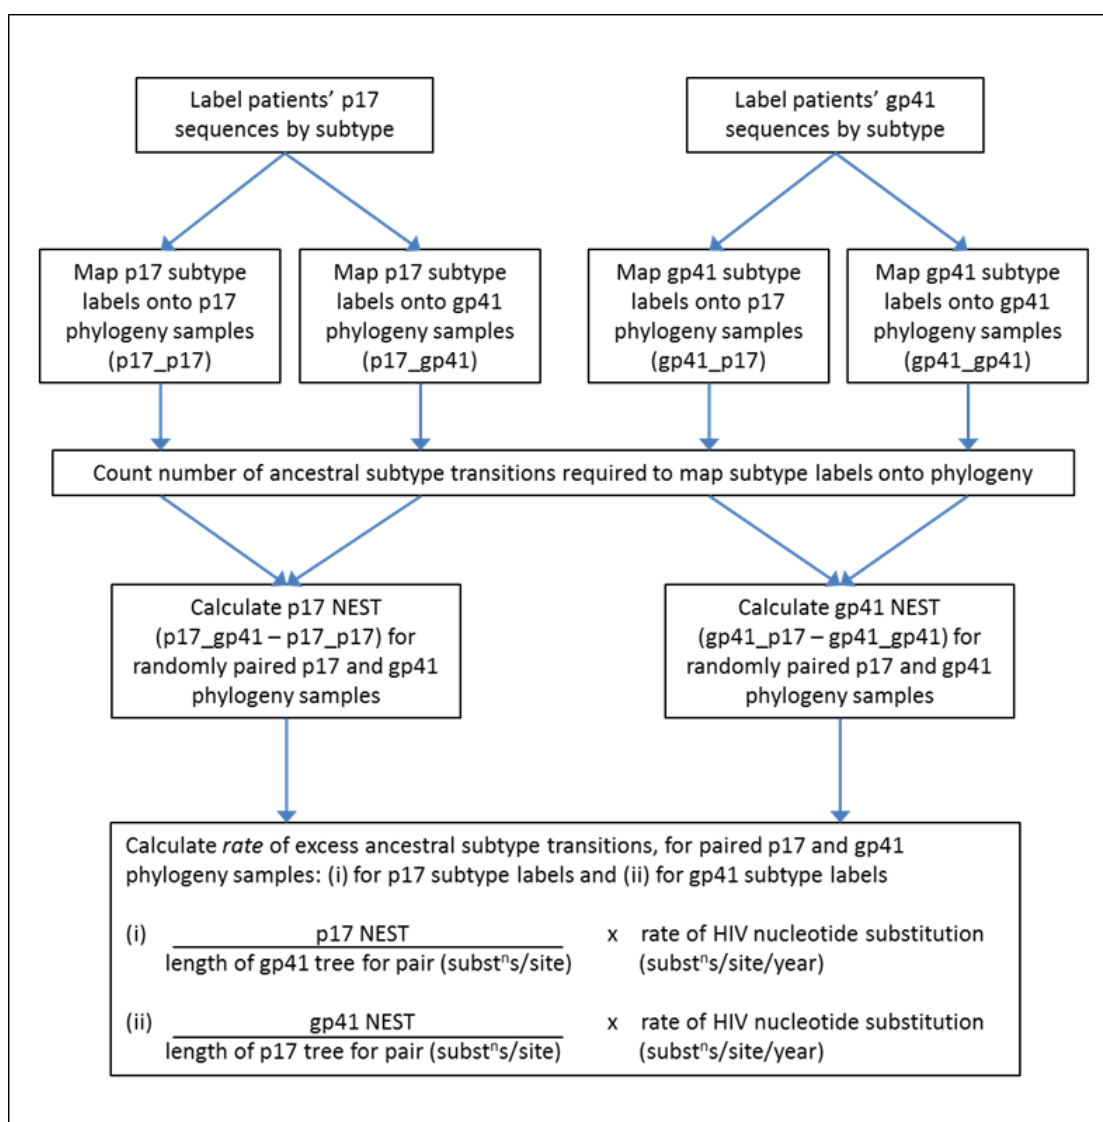 Label patients’ p17
sequences by subtype
Label patients’ gp41
sequences by subtype
Map p17 subtype
labels onto p17
phylogeny samples
(p17_p17)
Map p17 subtype
labels onto gp41
phylogeny samples
(p17_gp41)
Map gp41 subtype
labels onto p17
phylogeny samples
(gp41_p17)
Map gp41 subtype
labels onto gp41
phylogeny samples
(gp41_gp41)
Count number of ancestral subtype transitions required to map subtype labels onto phylogeny
Calculate p17 NEST
(p17_gp41 – p17_p17) for
randomly paired p17 and gp41
phylogeny samples
Calculate gp41 NEST
(gp41_p17 – gp41_gp41) for
randomly paired p17 and gp41
phylogeny samples
Calculate rate of excess ancestral subtype transitions, for paired p17 and gp41
phylogeny samples: (i) for p17 subtype labels and (ii) for gp41 subtype labels
(i) p17 NEST x rate of HIV nucleotide substitution
length of gp41 tree for pair (substⁿs/site) (substⁿs/site/year)
(ii) gp41 NEST x rate of HIV nucleotide substitution
length of p17 tree for pair (substⁿs/site) (substⁿs/site/year)